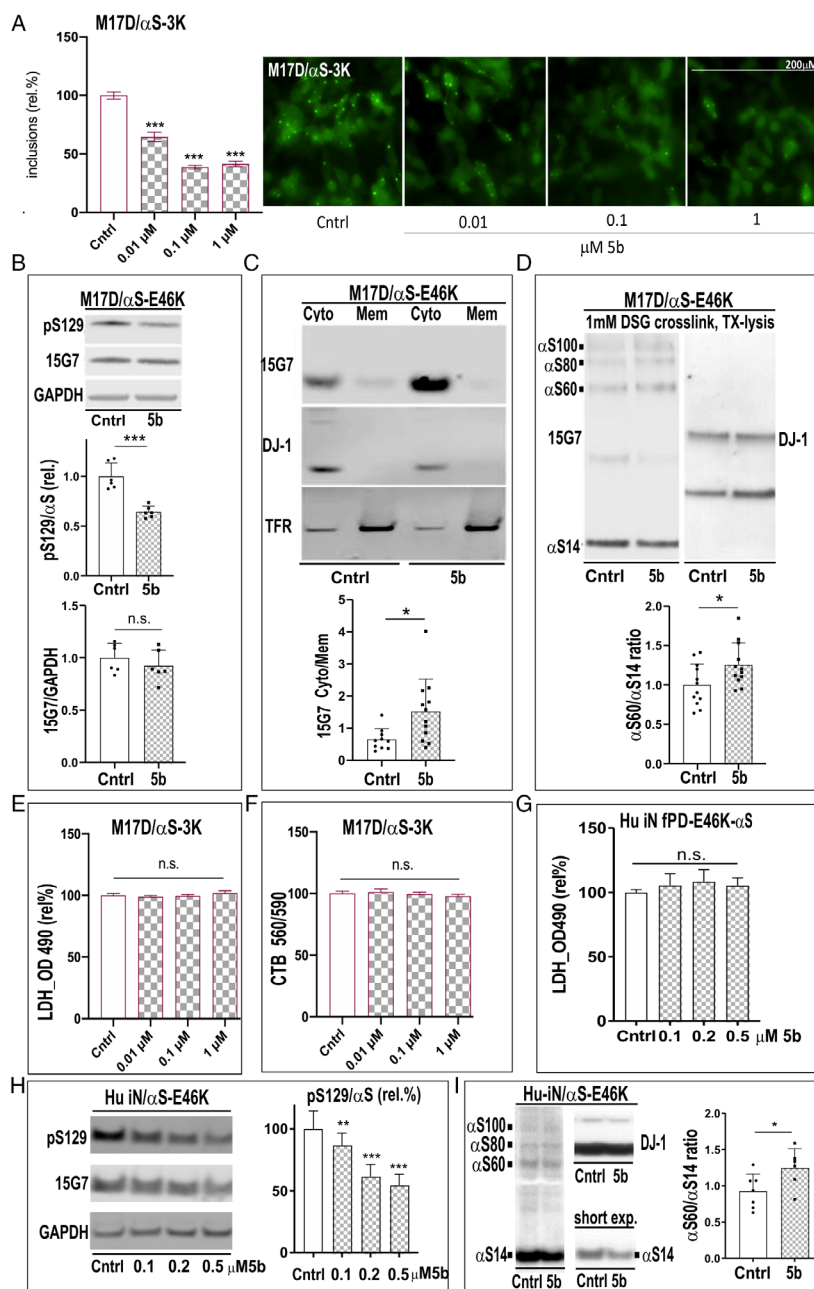 A
M17D/αS-3K
inclusions (rel.%)
150
100
50
0
***
***
***
Cntrl
0.01 µM
0.1 µM
1 µM
M17D/αS-3K
200µM
Cntrl
0.01
0.1
1
µM 5b
B
M17D/αS-E46K
pS129
15G7
GAPDH
Cntrl 5b
pS129/αS (rel.)
1.5
1.0
0.5
0.0
***
Cntrl
5b
15G7/GAPDH
1.5
1.0
0.5
0.0
n.s.
Cntrl
5b
C
M17D/αS-E46K
Cyto Mem Cyto Mem
15G7
DJ-1
TFR
Cntrl 5b
15G7 Cyto/Mem
5
4
3
2
1
0
*
Cntrl
5b
D
M17D/αS-E46K
1mM DSG crosslink, TX-lysis
αS100
αS80
αS60
15G7
DJ-1
αS14
Cntrl 5b Cntrl 5b
αS60/αS14 ratio
2.0
1.5
1.0
0.5
0.0
*
Cntrl
5b
E
M17D/αS-3K
LDH_OD 490 (rel%)
150
100
50
0
n.s.
Cntrl
0.01 µM
0.1 µM
1 µM
F
M17D/αS-3K
CTB 560/590
150
100
50
0
n.s.
Cntrl
0.01 µM
0.1 µM
1 µM
G
Hu iN fPD-E46K-αS
LDH_OD490 (rel%)
150
100
50
0
n.s.
Cntrl 0.1 0.2 0.5 µM 5b
H
Hu iN/αS-E46K
pS129
15G7
GAPDH
Cntrl 0.1 0.2 0.5 µM5b
pS129/αS (rel.%)
100
50
0
**
***
***
Cntrl 0.1 0.2 0.5 µM5b
I
Hu-iN/αS-E46K
αS100
αS80
αS60
DJ-1
Cntrl 5b
short exp.
αS14
αS14
Cntrl 5b Cntrl 5b
αS60/αS14 ratio
2.0
1.5
1.0
0.5
0.0
*
Cntrl
5b